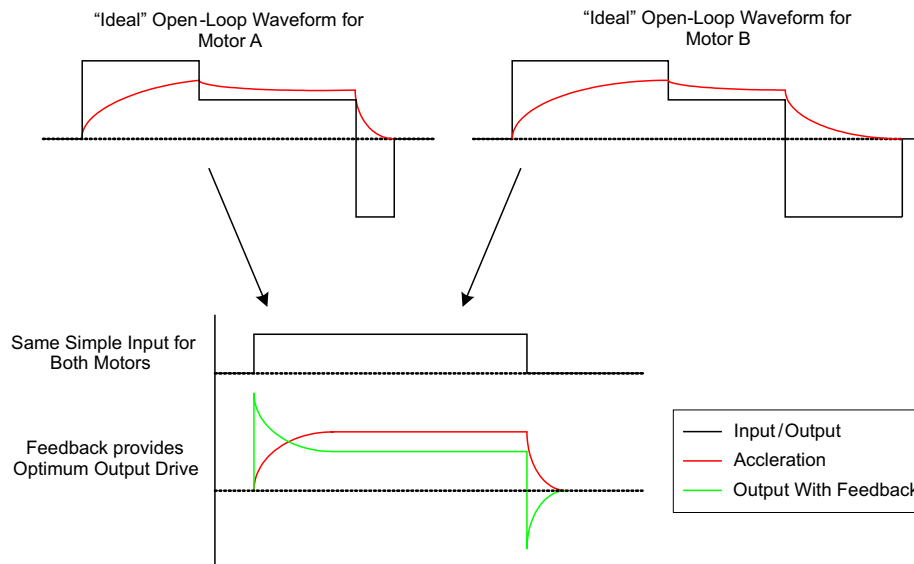 “Ideal” Open-Loop Waveform for
Motor A
“Ideal” Open-Loop Waveform for
Motor B
Same Simple Input for
Both Motors
Feedback provides
Optimum Output Drive
Input/Output
Accleration
Output With Feedback